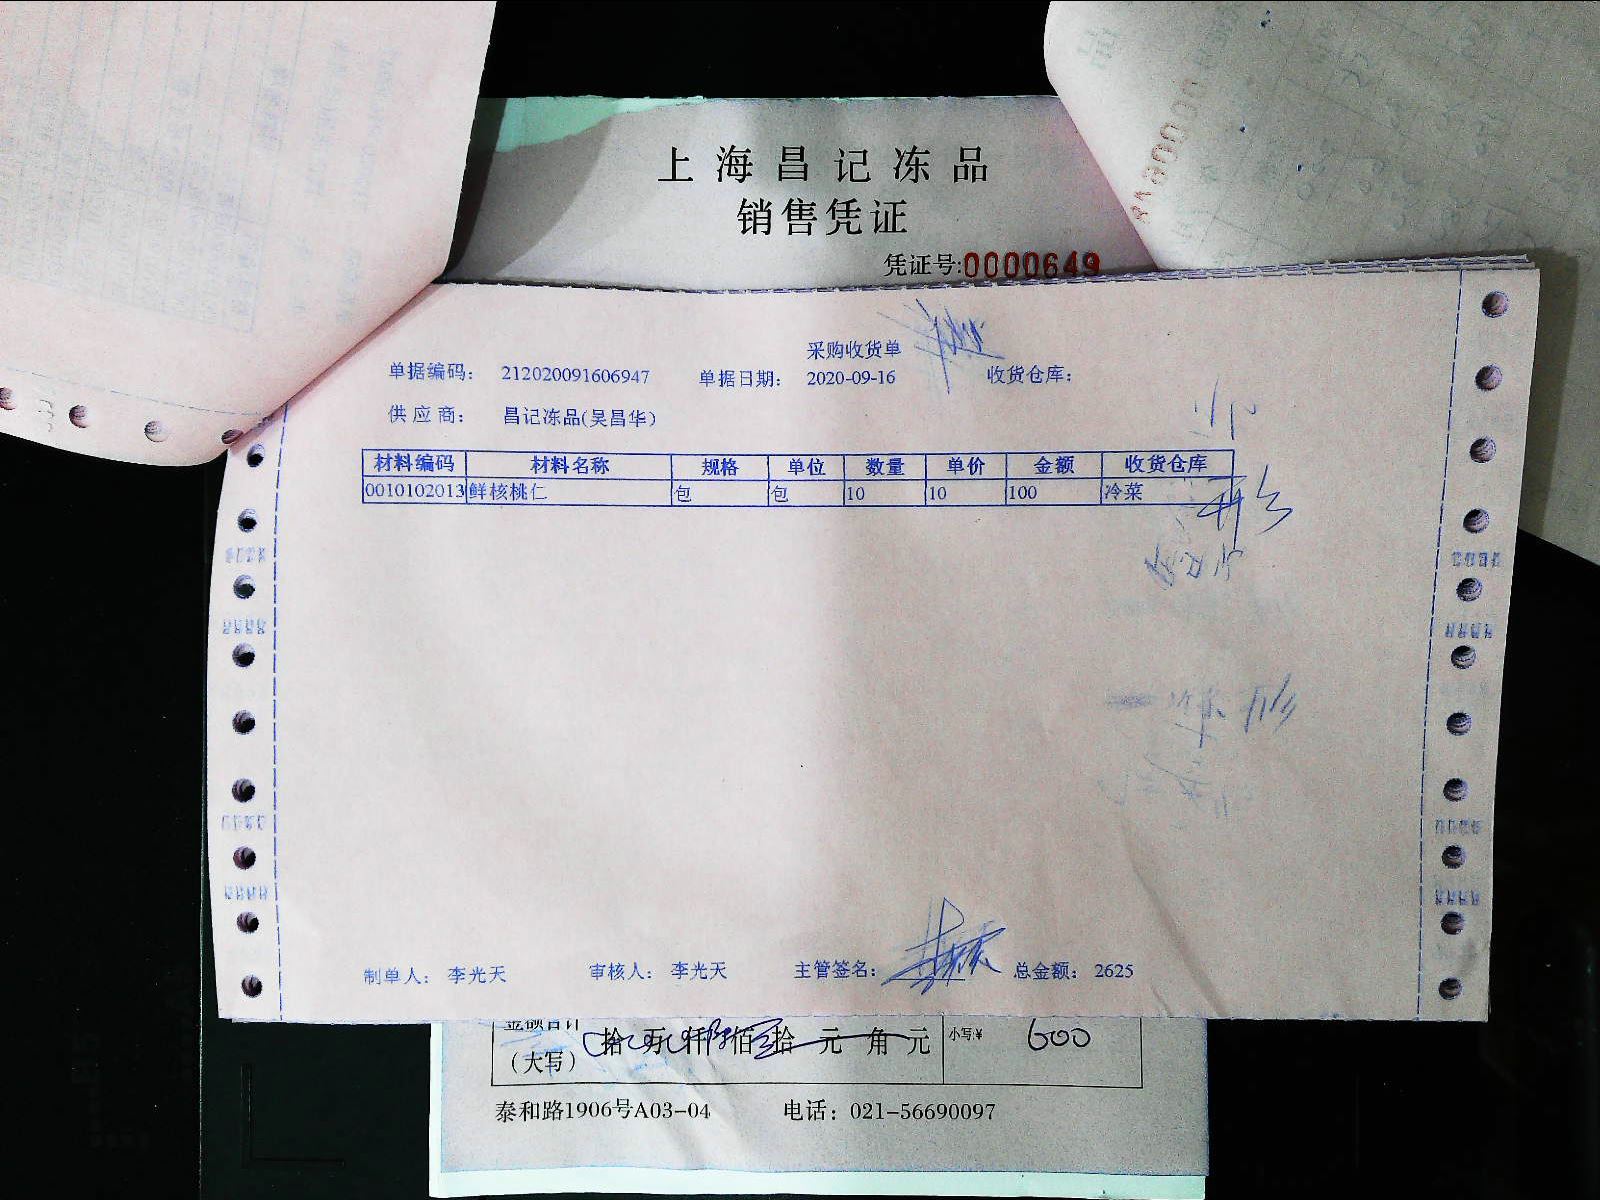 上海昌记冻品
销售凭证
凭证号:0000649
采购收货单
单据编码: 212020091606947 单据日期: 2020-09-16 收货仓库:
供应商: 昌记冻品(吴昌华)
材料编码 材料名称 规格 单位 数量 单价 金额 收货仓库
0010102013 鲜核桃仁 包 包 10 10 100 冷菜
制单人: 李光天 审核人: 李光天 主管签名: 总金额: 2625
金额合计 拾 万 仟 佰 拾 元 角 元 小写:¥ 600
(大写)
泰和路1906号A03-04 电话: 021-56690097